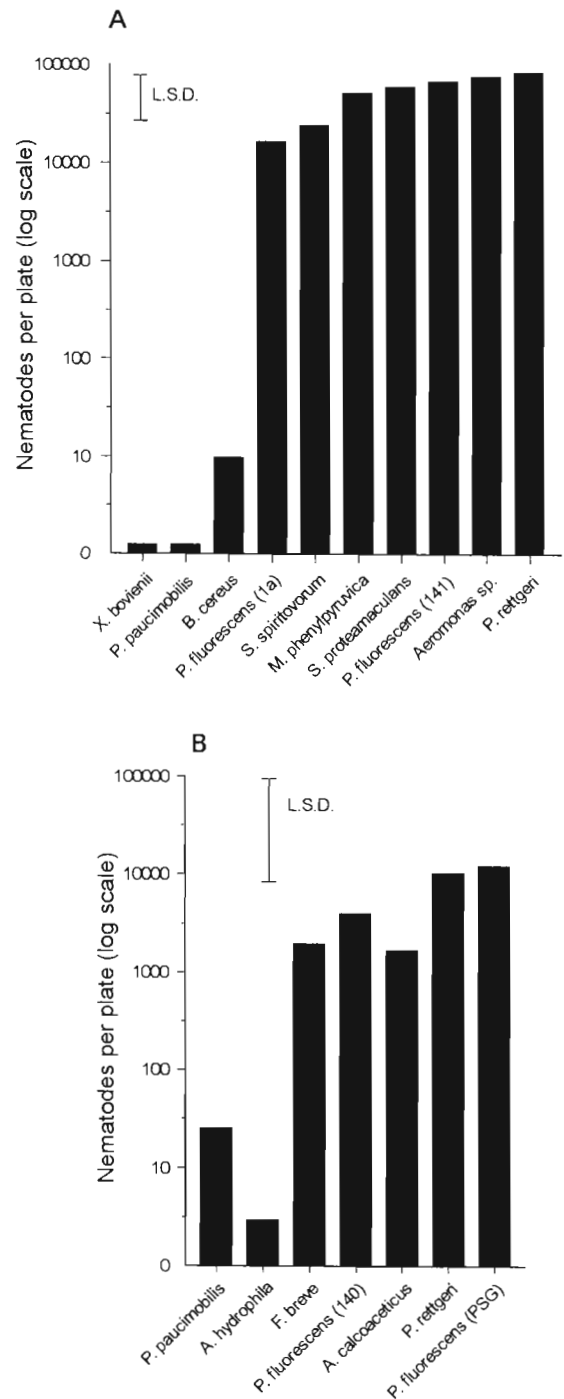 A
100000
L.S.D.
10000
1000
100
10
0
Nematodes per plate (log scale)
X. bovienii
P. paucimobilis
B. cereus
P. fluorescens (1a)
S. spiritovorum
M. phenylpyruvica
S. proteamaculans
P. fluorescens (141)
Aeromonas sp.
P. rettgeri
B
100000
L.S.D.
10000
1000
100
10
0
Nematodes per plate (log scale)
P. paucimobilis
A. hydrophila
F. breve
P. fluorescens (140)
A. calcoaceticus
P. rettgeri
P. fluorescens (PSG)